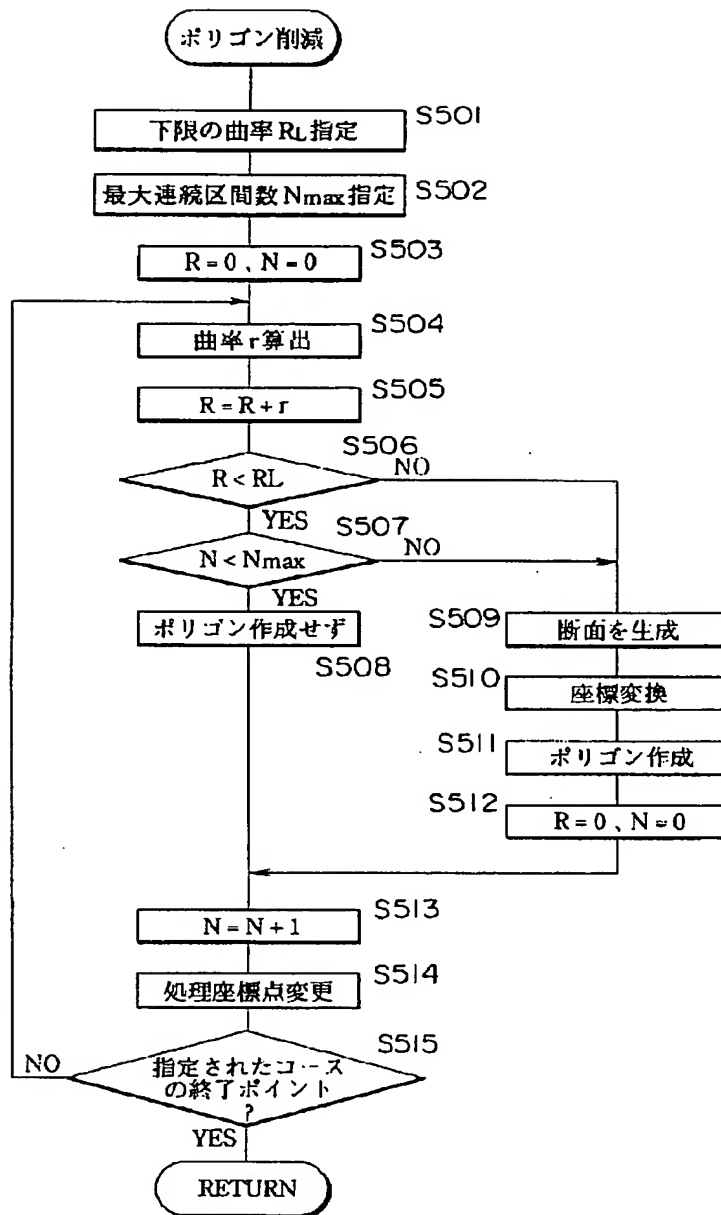 ポリゴン削減
下限の曲率RL指定
S501
最大連続区間数Nmax指定
S502
R=0、N=0
S503
曲率r算出
S504
R=R+r
S505
R<RL
S506
NO
YES
N<Nmax
S507
NO
YES
ポリゴン作成せず
S508
S509
断面を生成
S510
座標変換
S511
ポリゴン作成
S512
R=0、N=0
N=N+1
S513
処理座標点変更
S514
指定されたコース
の終了ポイント
?
S515
NO
YES
RETURN